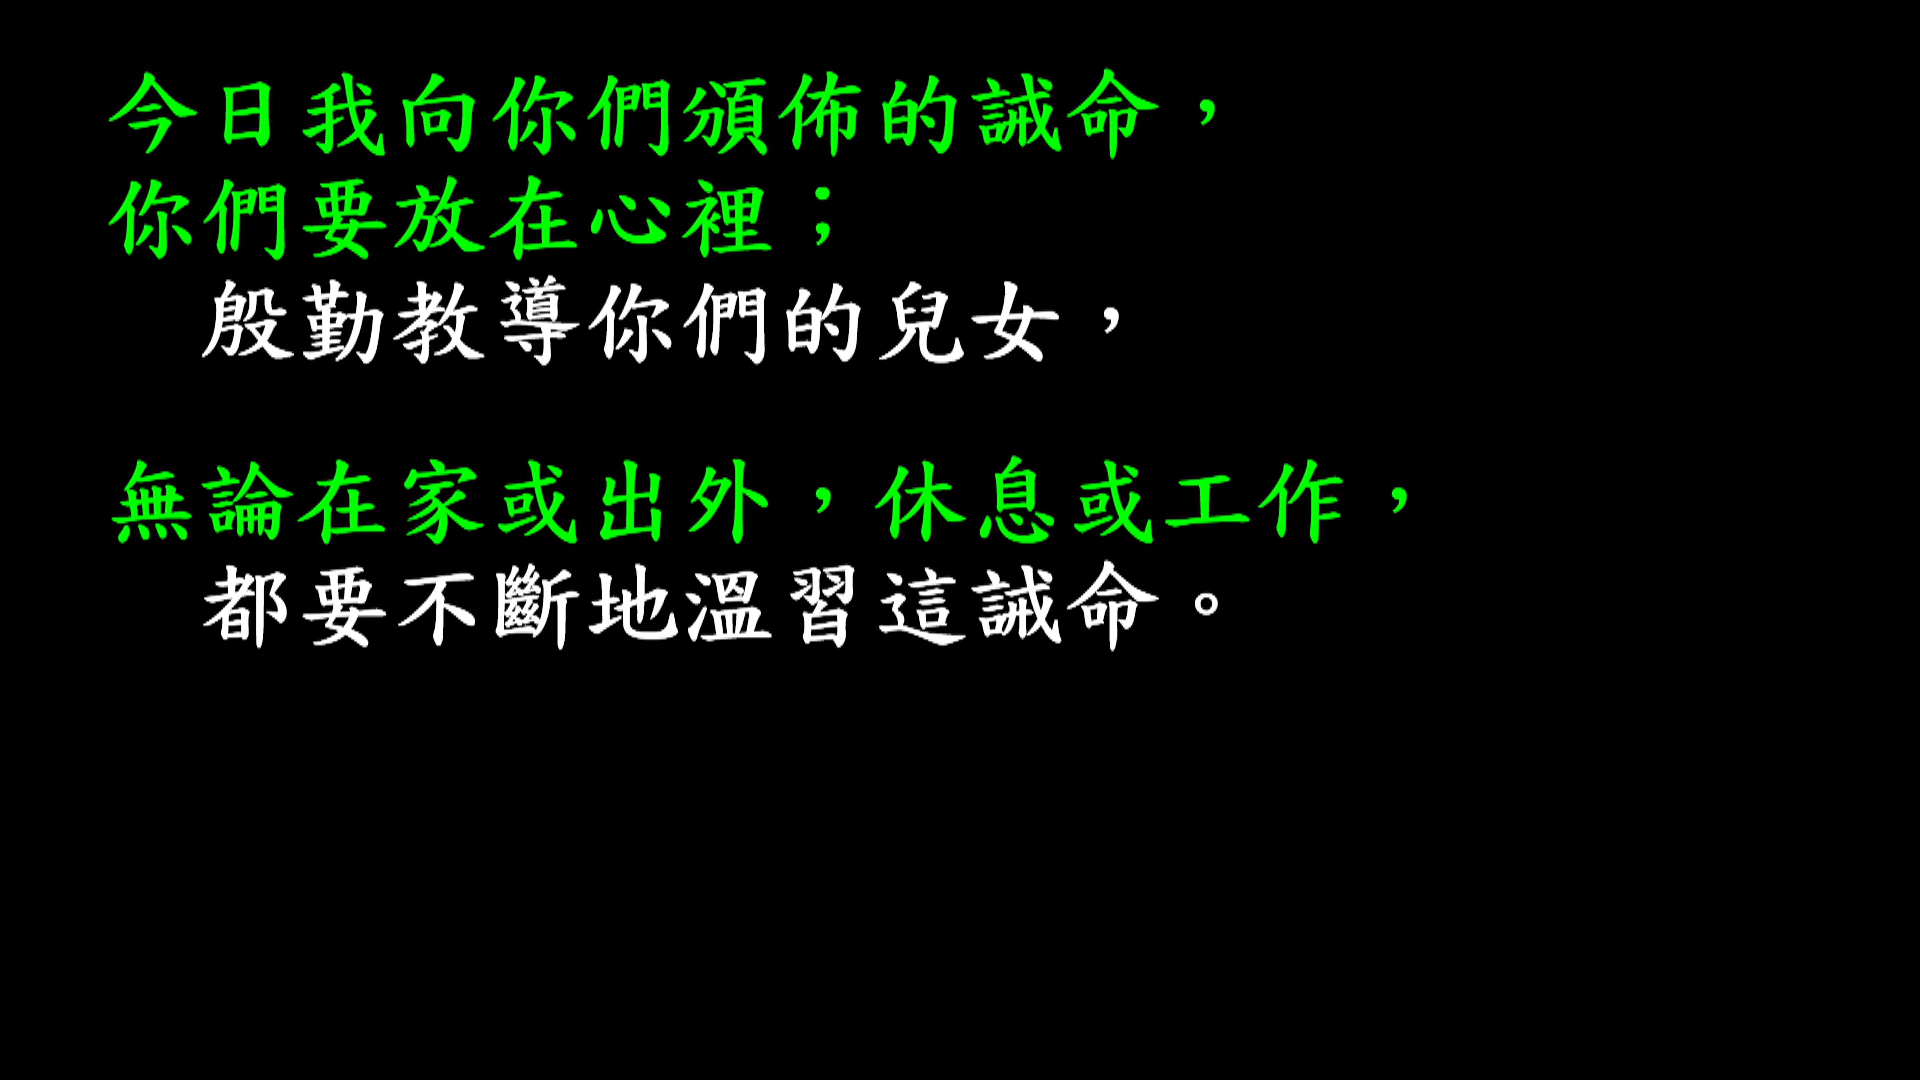 今日我向你們頒佈的誡命，
你們要放在心裡；
殷勤教導你們的兒女，
無論在家或出外，休息或工作，
都要不斷地溫習這誡命。